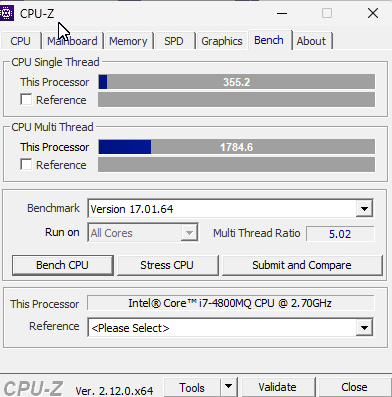 CPU-Z
CPU Mainboard Memory SPD Graphics Bench About
CPU Single Thread
This Processor 355.2
Reference
CPU Multi Thread
This Processor 1784.6
Reference
Benchmark Version 17.01.64
Run on All Cores Multi Thread Ratio 5.02
Bench CPU Stress CPU Submit and Compare
This Processor Intel® Core™ i7-4800MQ CPU @ 2.70GHz
Reference <Please Select>
CPU-Z Ver. 2.12.0.x64 Tools Validate Close